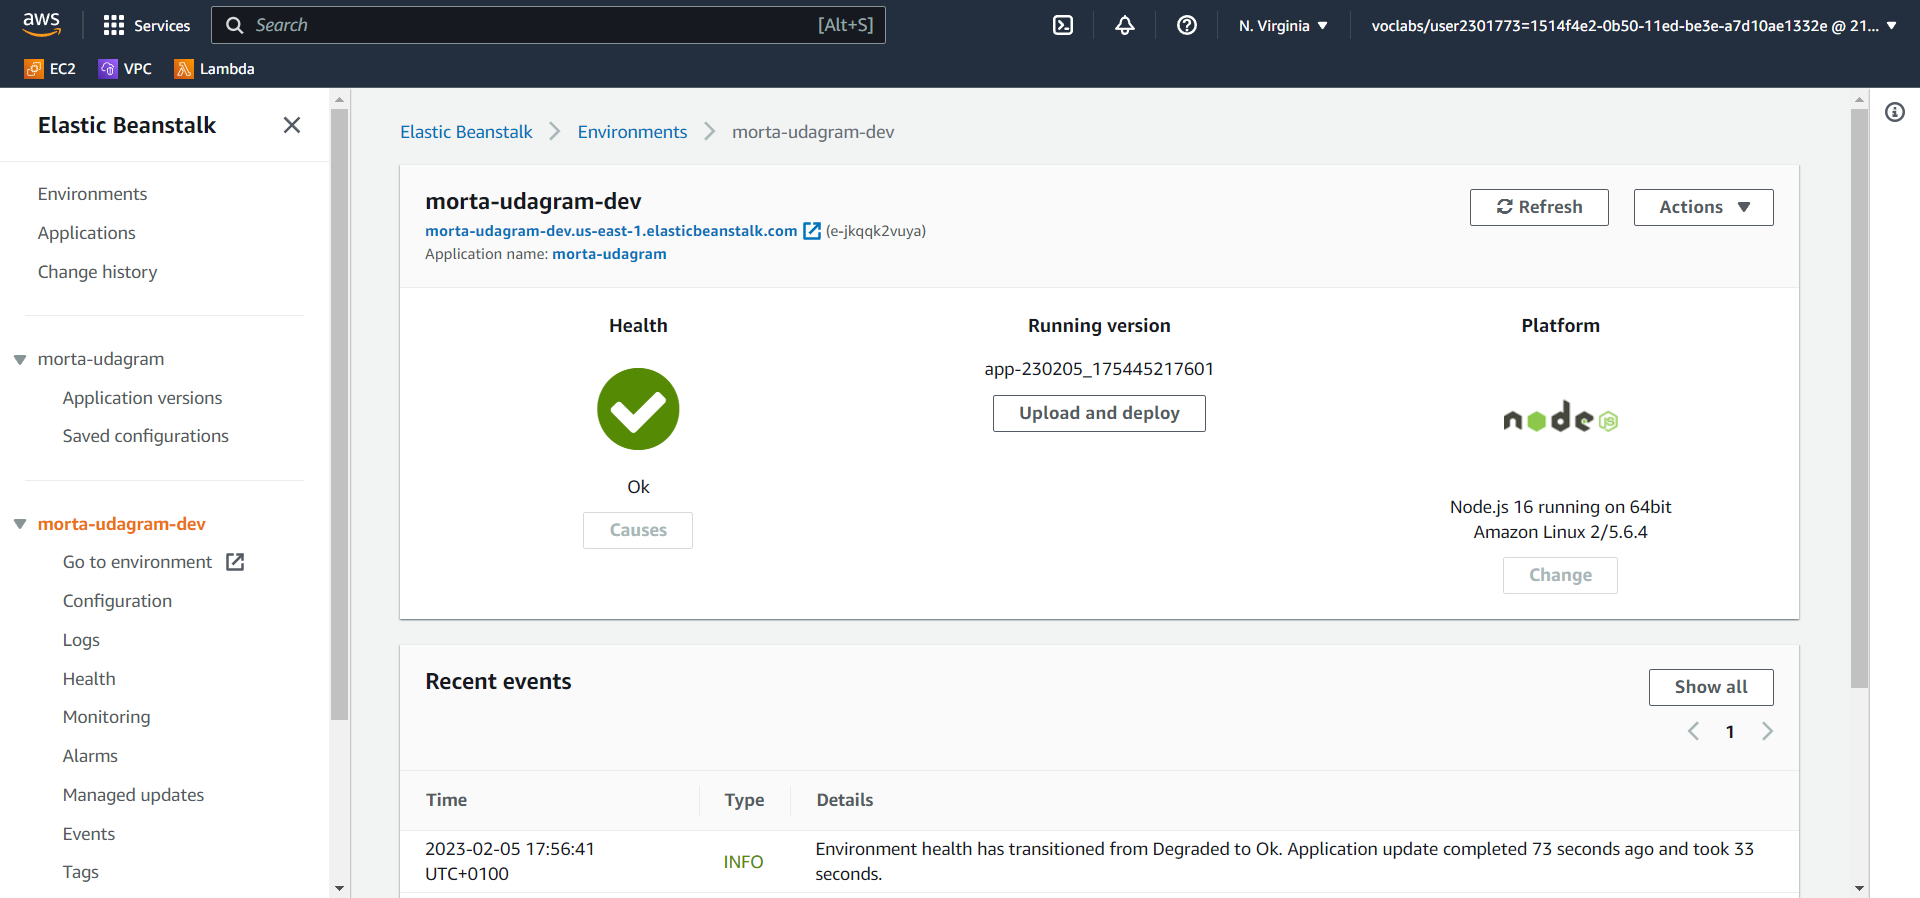 aws
Services
Search
[Alt+S]
N. Virginia
voclabs/user2301773=1514f4e2-0b50-11ed-be3e-a7d10ae1332e @ 21...
EC2
VPC
Lambda
Elastic Beanstalk
Environments
Applications
Change history
morta-udagram
Application versions
Saved configurations
morta-udagram-dev
Go to environment
Configuration
Logs
Health
Monitoring
Alarms
Managed updates
Events
Tags
Elastic Beanstalk
Environments
morta-udagram-dev
morta-udagram-dev
morta-udagram-dev.us-east-1.elasticbeanstalk.com (e-jkqqk2vuya)
Application name: morta-udagram
Refresh
Actions
Health
Ok
Causes
Running version
app-230205_175445217601
Upload and deploy
Platform
node JS
Node.js 16 running on 64bit
Amazon Linux 2/5.6.4
Change
Recent events
Show all
1
Time
Type
Details
2023-02-05 17:56:41
UTC+0100
INFO
Environment health has transitioned from Degraded to Ok. Application update completed 73 seconds ago and took 33
seconds.